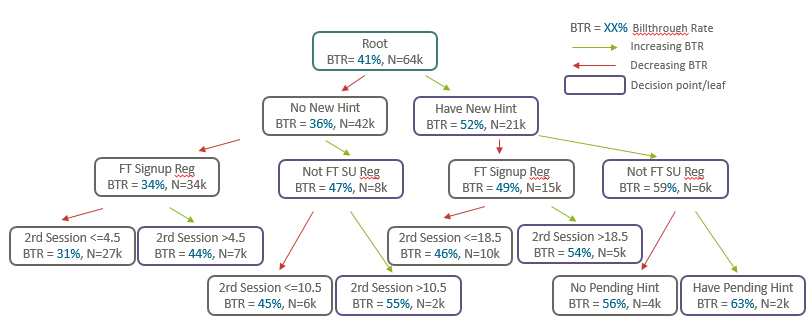 BTR = XX% Billthrough Rate
Increasing BTR
Decreasing BTR
Decision point/leaf
Root
BTR= 41%, N=64k
No New Hint
BTR = 36%, N=42k
Have New Hint
BTR = 52%, N=21k
FT Signup Reg
BTR = 34%, N=34k
Not FT SU Reg
BTR = 47%, N=8k
FT Signup Reg
BTR = 49%, N=15k
Not FT SU Reg
BTR = 59%, N=6k
2rd Session <=4.5
BTR = 31%, N=27k
2rd Session >4.5
BTR = 44%, N=7k
2rd Session <=18.5
BTR = 46%, N=10k
2rd Session >18.5
BTR = 54%, N=5k
2rd Session <=10.5
BTR = 45%, N=6k
2rd Session >10.5
BTR = 55%, N=2k
No Pending Hint
BTR = 56%, N=4k
Have Pending Hint
BTR = 63%, N=2k